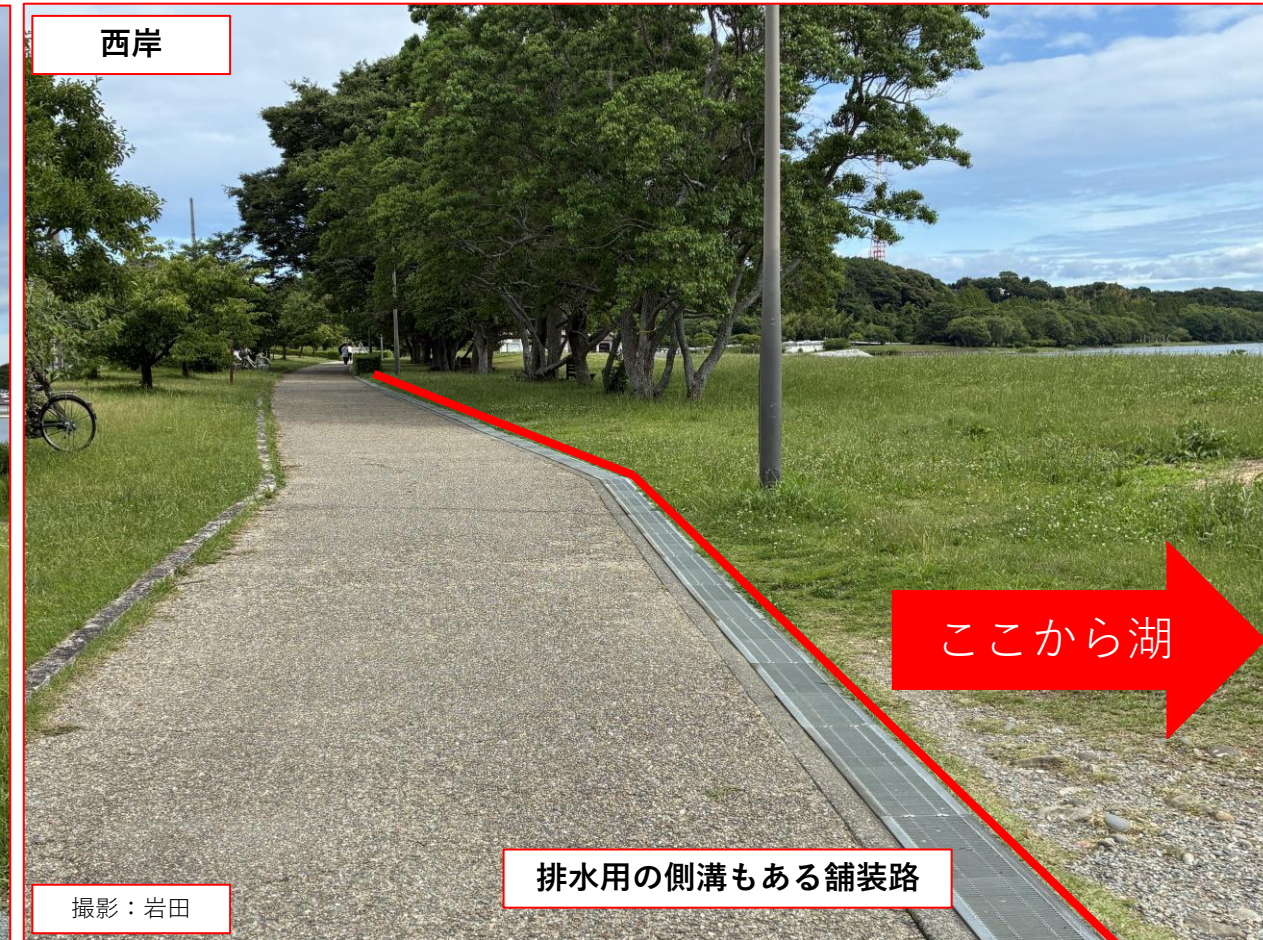 西岸
ここから湖
排水用の側溝もある舗装路
撮影：岩田